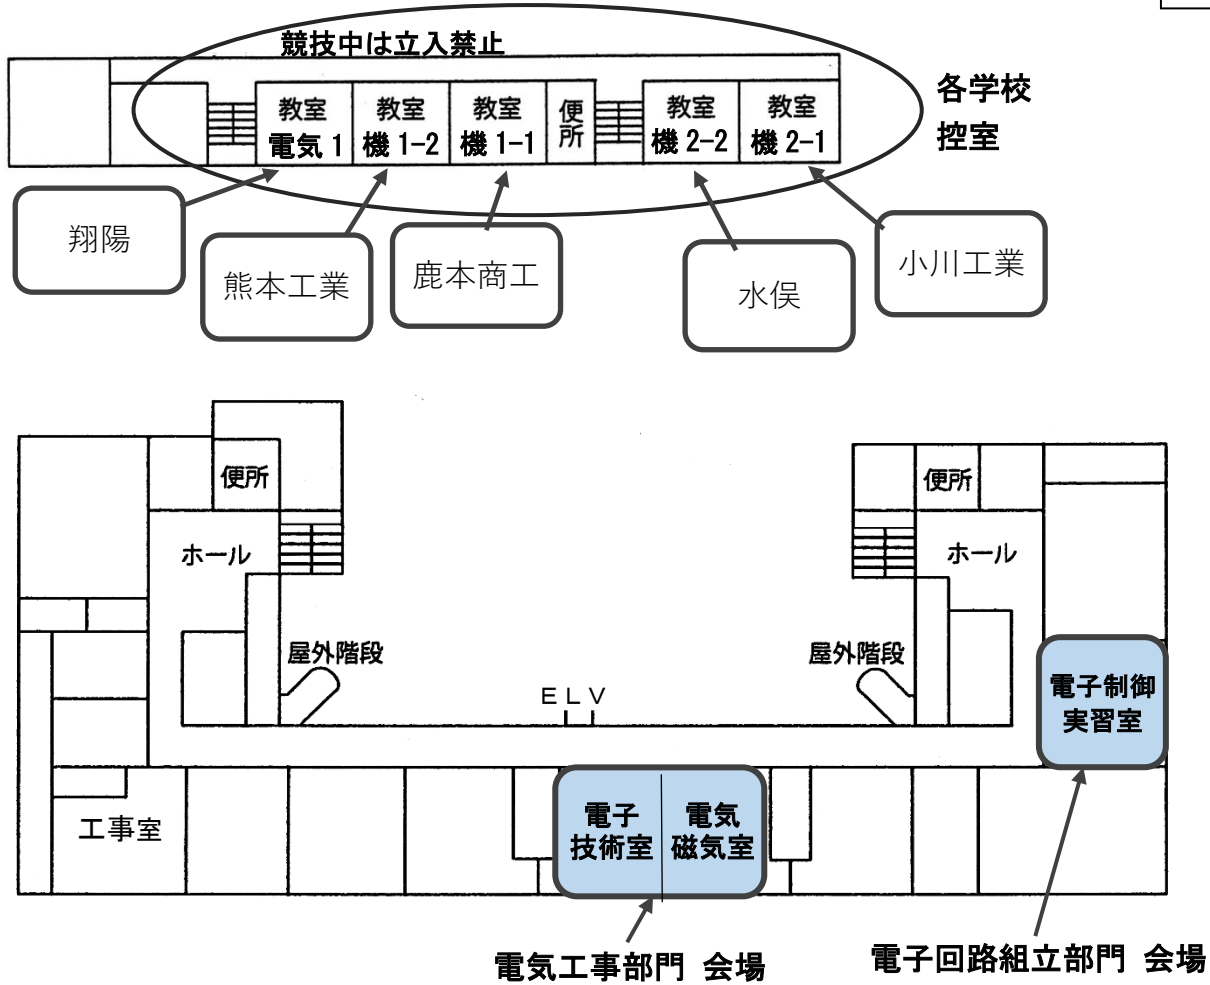 競技中は立入禁止
教室
電気1
教室
機1-2
教室
機1-1
便所
教室
機2-2
教室
機2-1
各学校
控室
翔陽
熊本工業
鹿本商工
水俣
小川工業
便所
便所
ホール
ホール
屋外階段
屋外階段
ELV
電子制御
実習室
工事室
電子
技術室
電気
磁気室
電気工事部門 会場
電子回路組立部門 会場